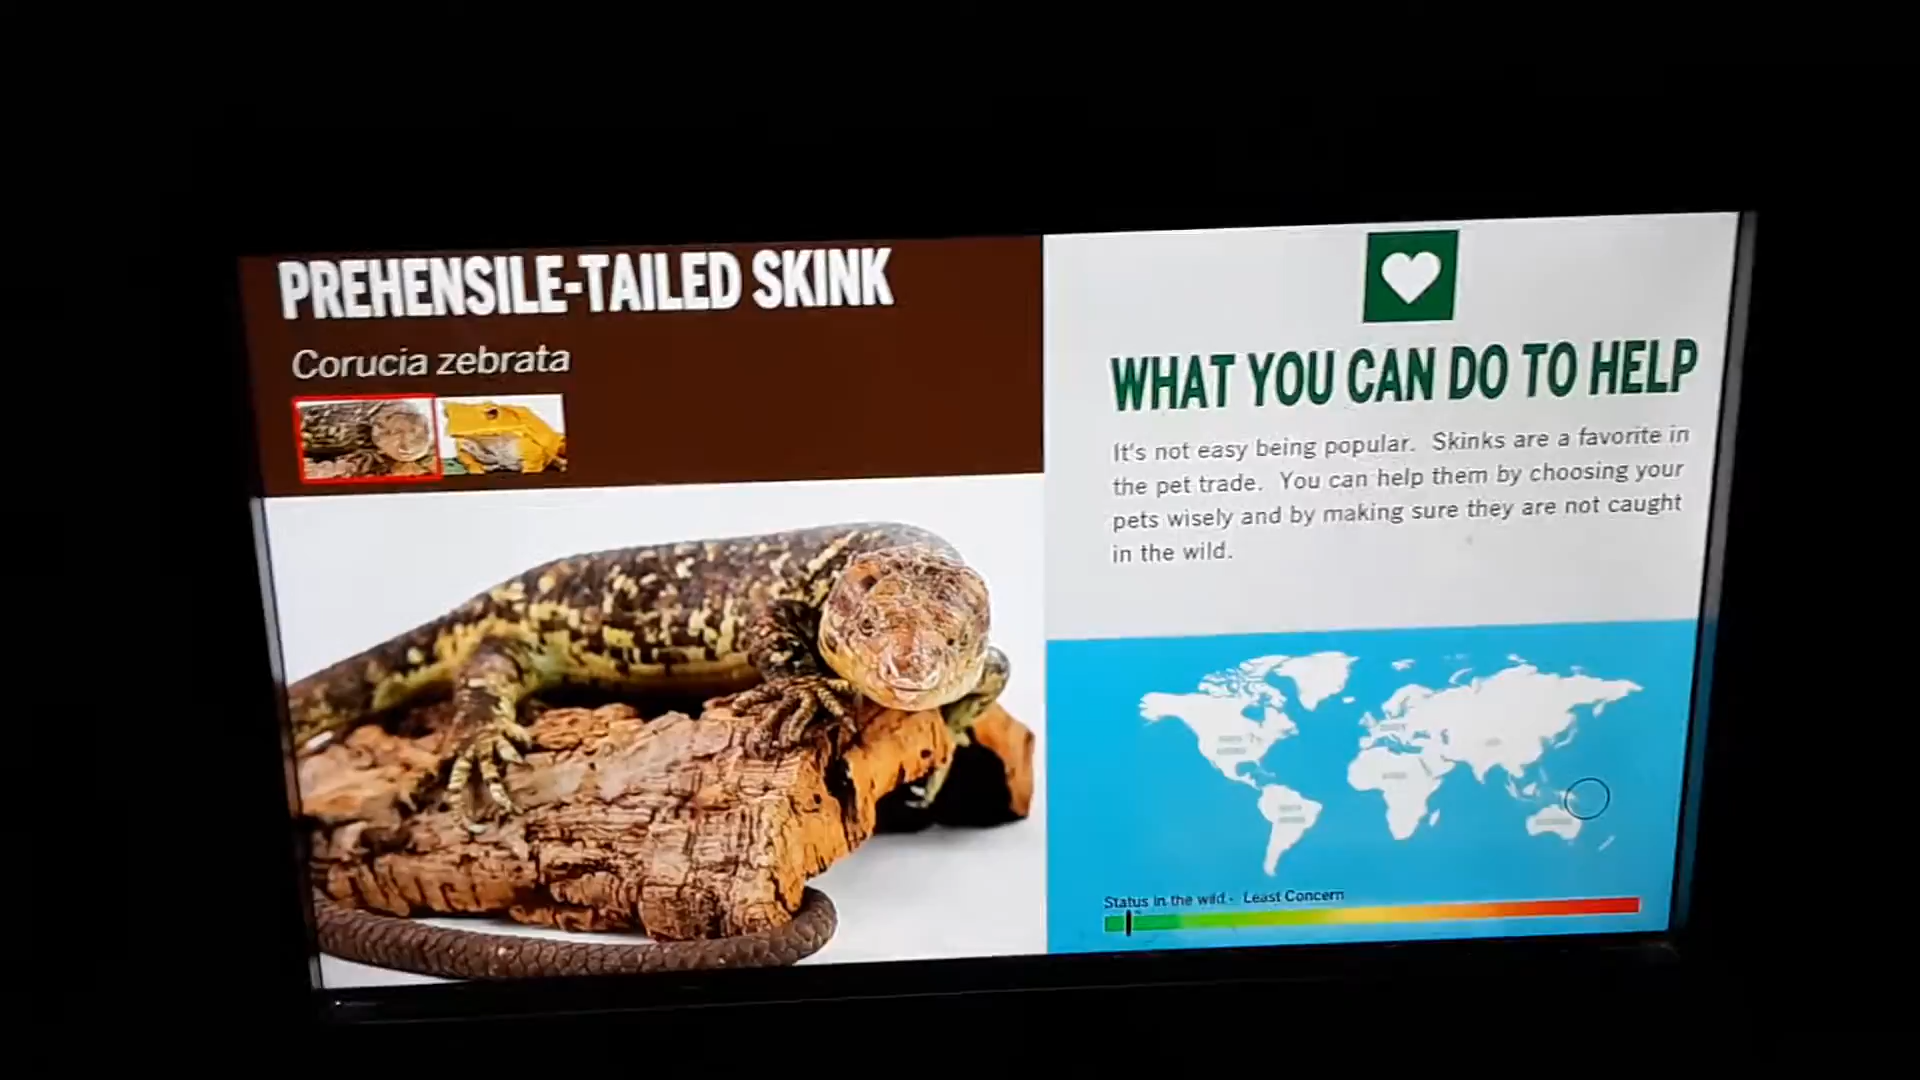 PREHENSILE-TAILED SKINK
Corucia zebrata
WHAT YOU CAN DO TO HELP
It's not easy being popular. Skinks are a favorite in
the pet trade. You can help them by choosing your
pets wisely and by making sure they are not caught
in the wild.
Status in the wild - Least Concern